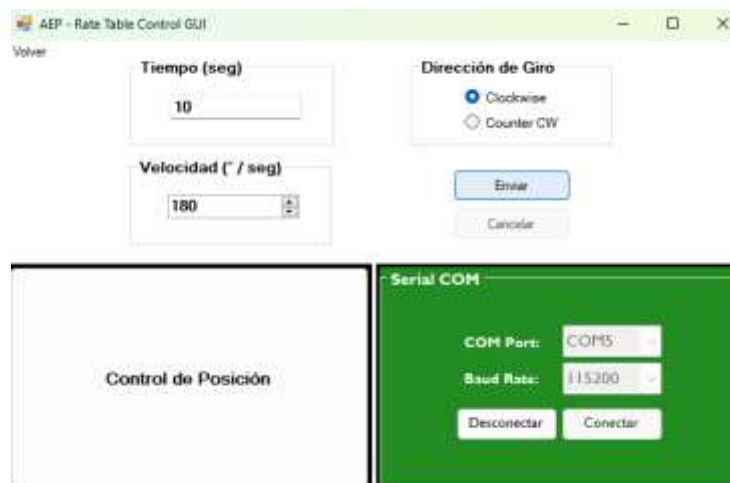 AEP - Rate Table Control GUI
Volver
Tiempo (seg)
10
Dirección de Giro
Clockwise
Counter CW
Velocidad (° / seg)
180
Enviar
Cancelar
Control de Posición
Serial COM
COM Port: COM5
Baud Rate: 115200
Desconectar Conectar